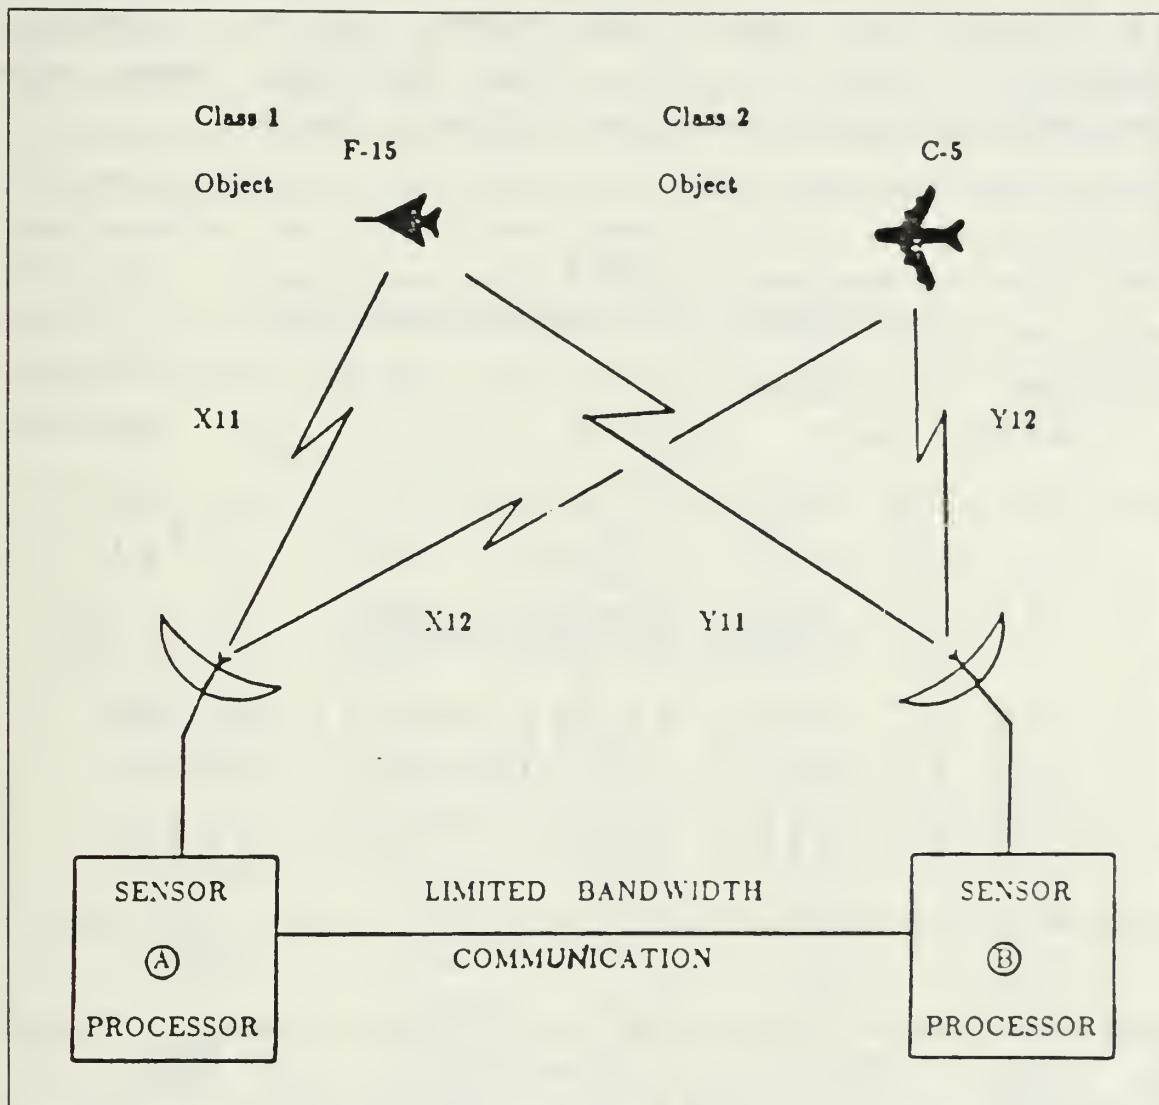 Class 1
F-15
Object
Class 2
C-5
Object
X11
Y12
X12
Y11
SENSOR
A
PROCESSOR
LIMITED BANDWIDTH
COMMUNICATION
SENSOR
B
PROCESSOR